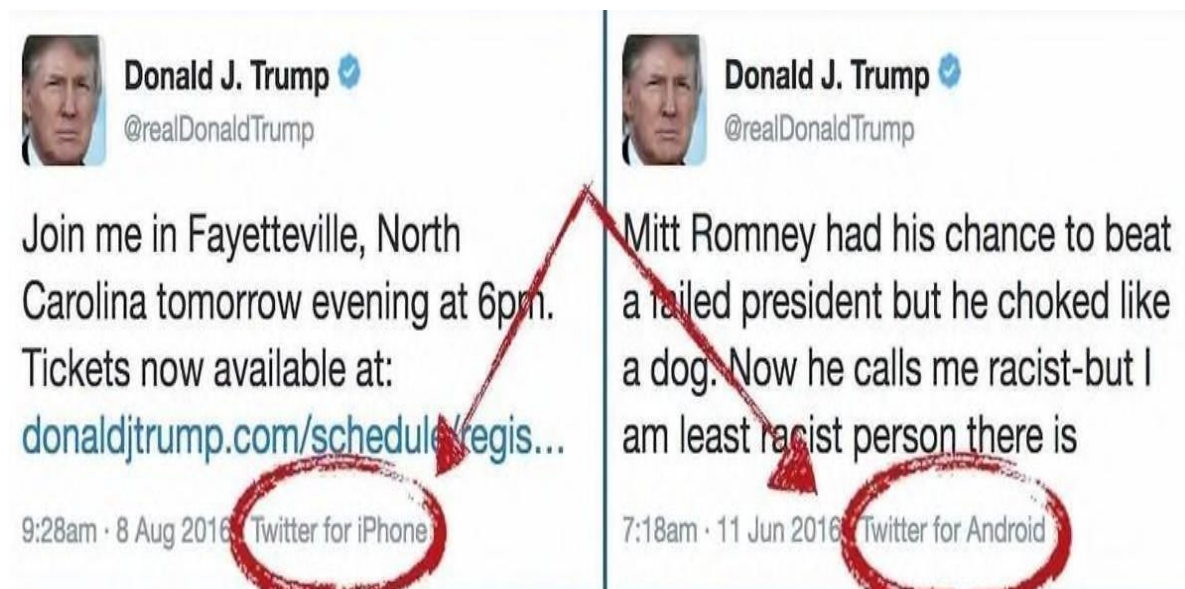 Donald J. Trump
@realDonaldTrump
Join me in Fayetteville, North
Carolina tomorrow evening at 6pm.
Tickets now available at:
donaldjtrump.com/schedule/regis...
9:28am · 8 Aug 2016 Twitter for iPhone
Donald J. Trump
@realDonaldTrump
Mitt Romney had his chance to beat
a failed president but he choked like
a dog. Now he calls me racist-but I
am least racist person there is
7:18am · 11 Jun 2016 Twitter for Android